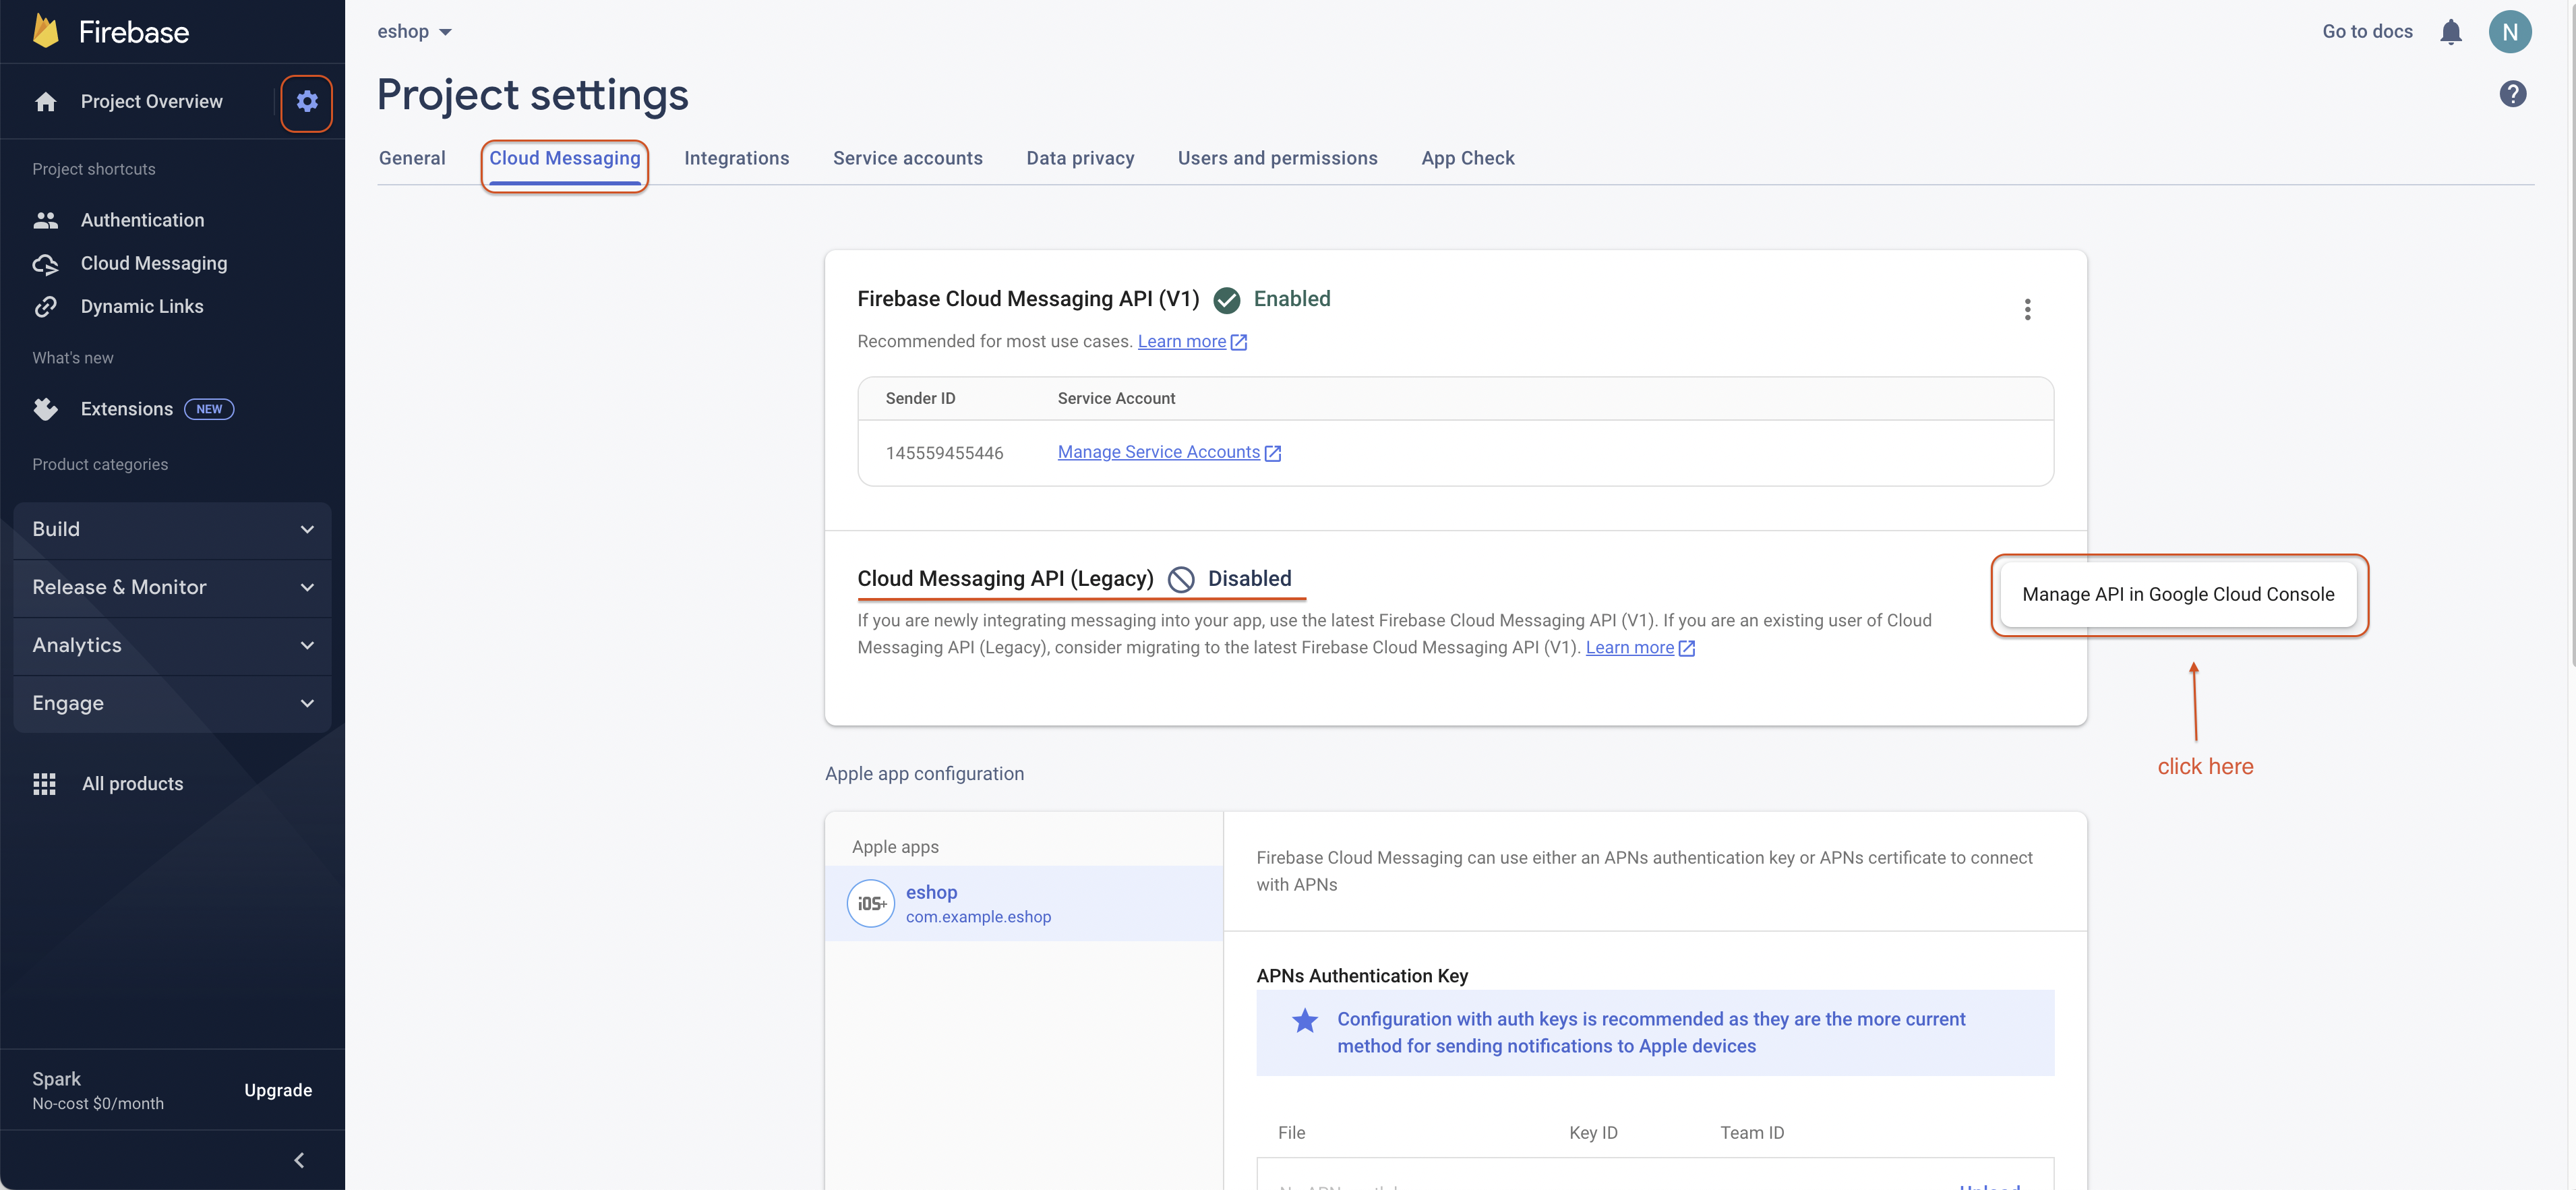 Firebase
Project Overview
Project shortcuts
Authentication
Cloud Messaging
Dynamic Links
What's new
Extensions NEW
Product categories
Build
Release & Monitor
Analytics
Engage
All products
Spark
No-cost $0/month
Upgrade
eshop
Go to docs
N
Project settings
General
Cloud Messaging
Integrations
Service accounts
Data privacy
Users and permissions
App Check
Firebase Cloud Messaging API (V1) Enabled
Recommended for most use cases. Learn more
Sender ID Service Account
145559455446 Manage Service Accounts
Cloud Messaging API (Legacy) Disabled
If you are newly integrating messaging into your app, use the latest Firebase Cloud Messaging API (V1). If you are an existing user of Cloud
Messaging API (Legacy), consider migrating to the latest Firebase Cloud Messaging API (V1). Learn more
Manage API in Google Cloud Console
click here
Apple app configuration
Apple apps
iOS+
eshop
com.example.eshop
Firebase Cloud Messaging can use either an APNs authentication key or APNs certificate to connect
with APNs
APNs Authentication Key
Configuration with auth keys is recommended as they are the more current
method for sending notifications to Apple devices
File Key ID Team ID